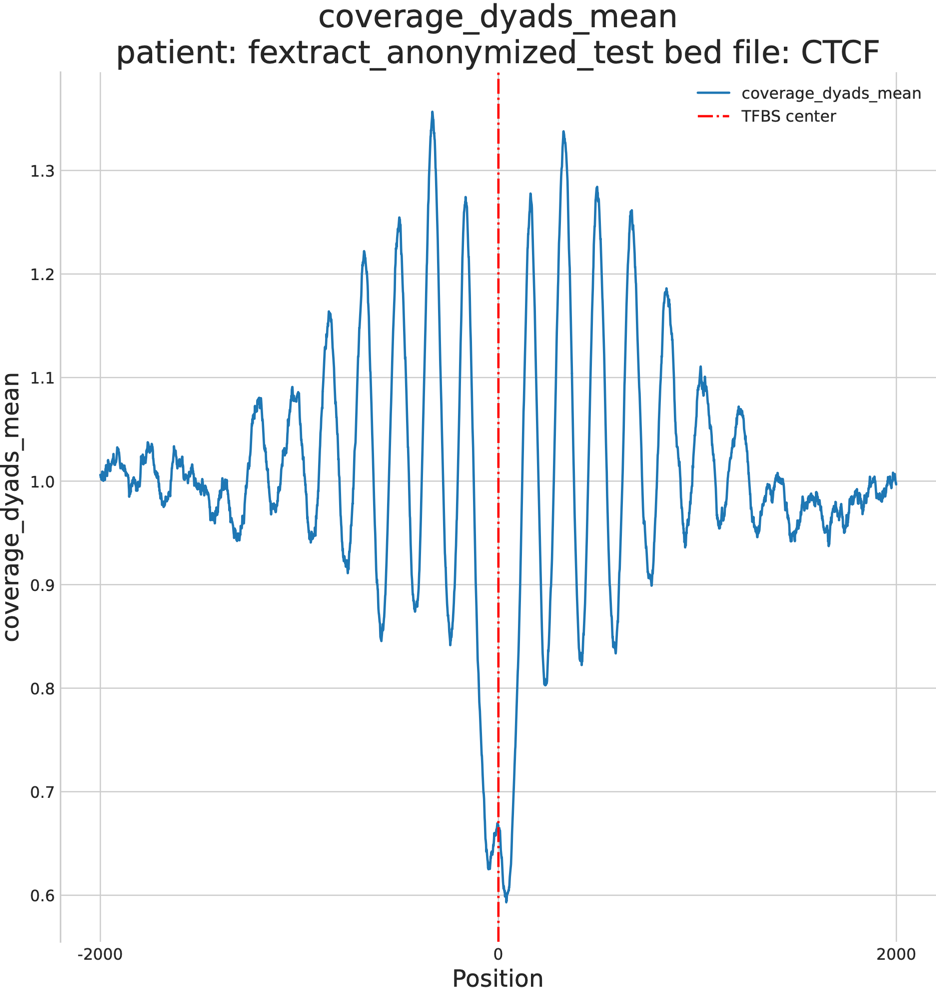 coverage_dyads_mean
patient: fextract_anonymized_test bed file: CTCF
coverage_dyads_mean
TFBS center
1.3
1.2
1.1
1.0
0.9
0.8
0.7
0.6
coverage_dyads_mean
-2000
0
2000
Position